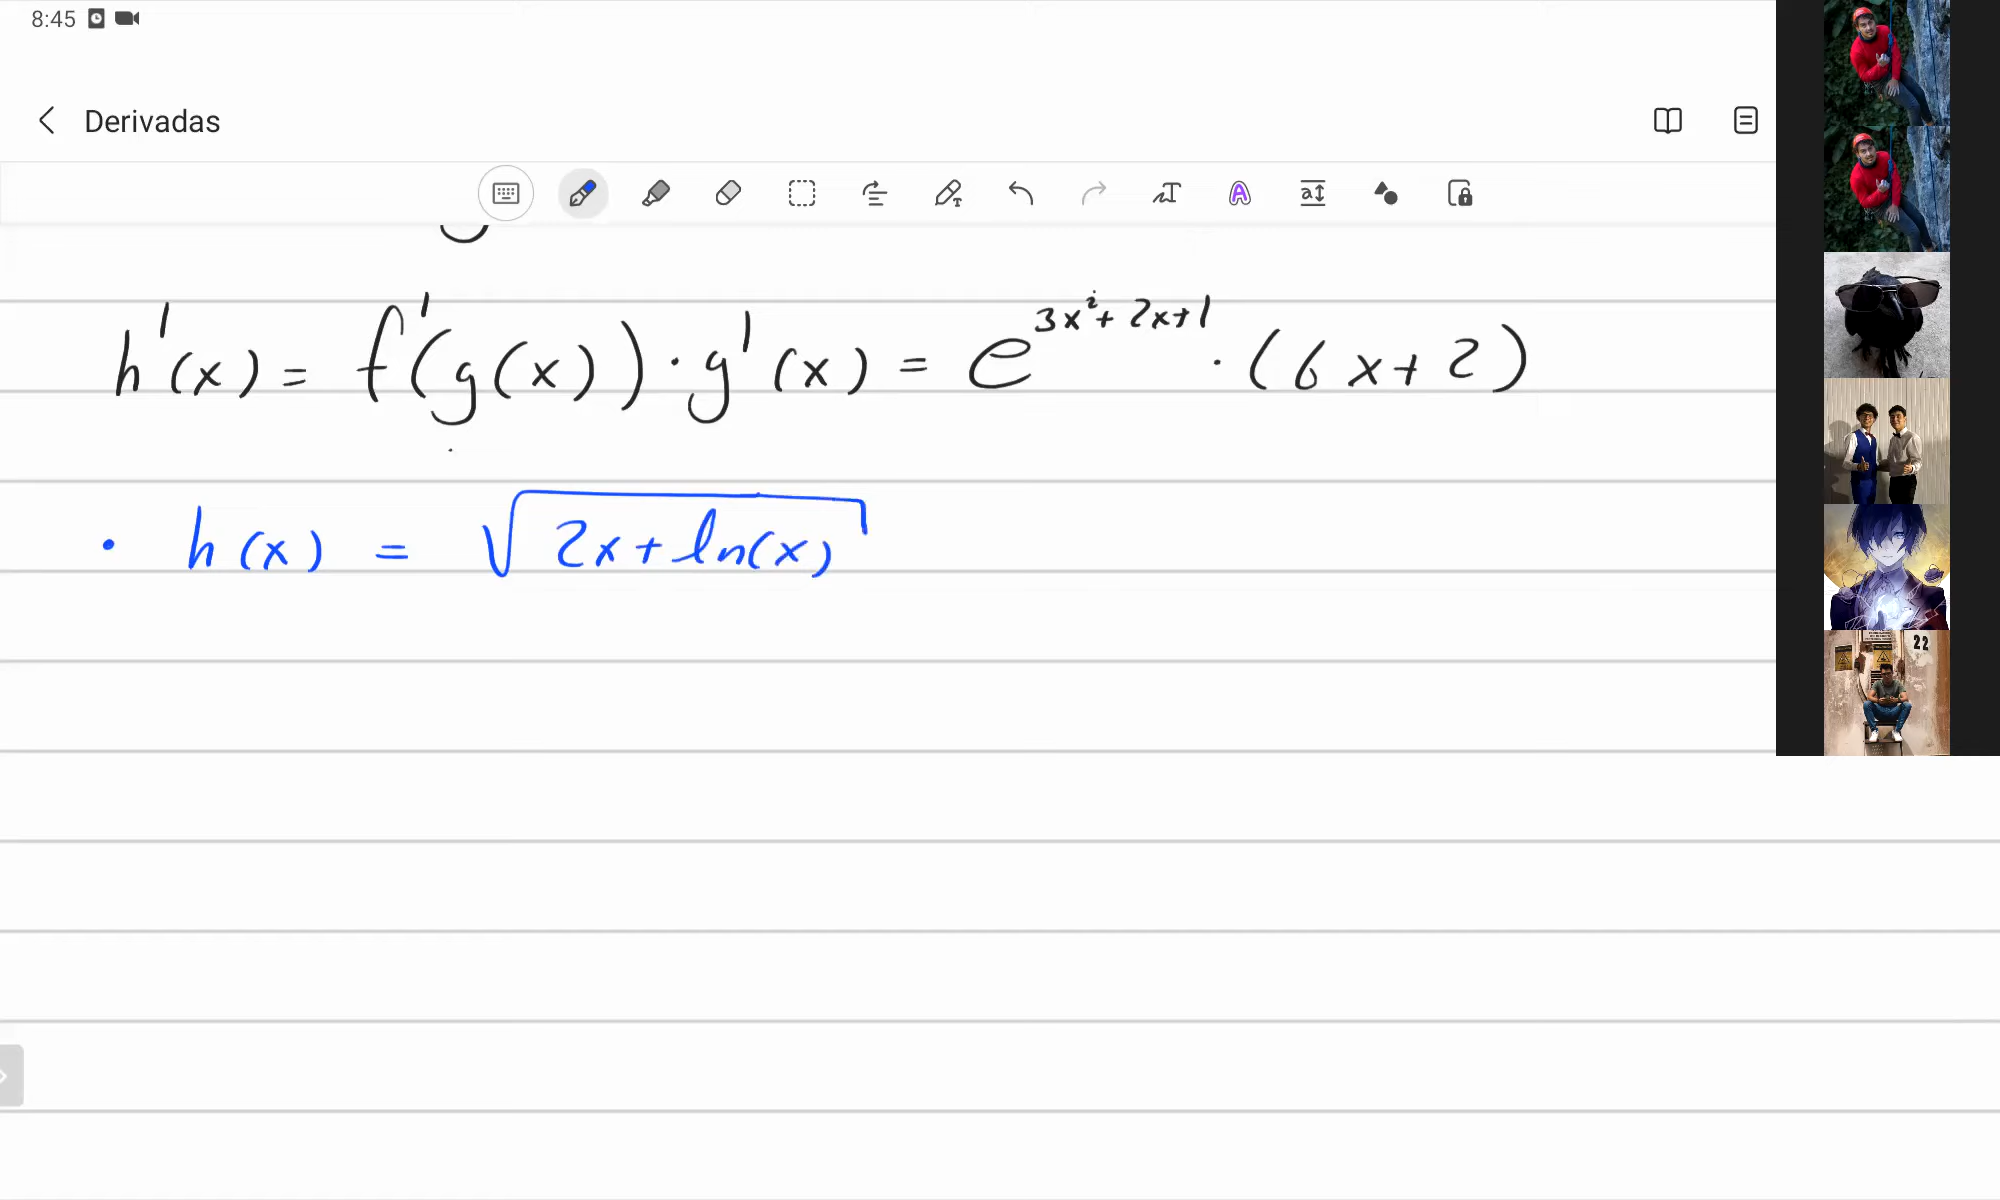 8:45
Derivadas
h'(x) = f'(g(x)) · g'(x) = e^{3x²+2x+1} · (6x+2)
· h(x) = √(2x+ln(x))
22